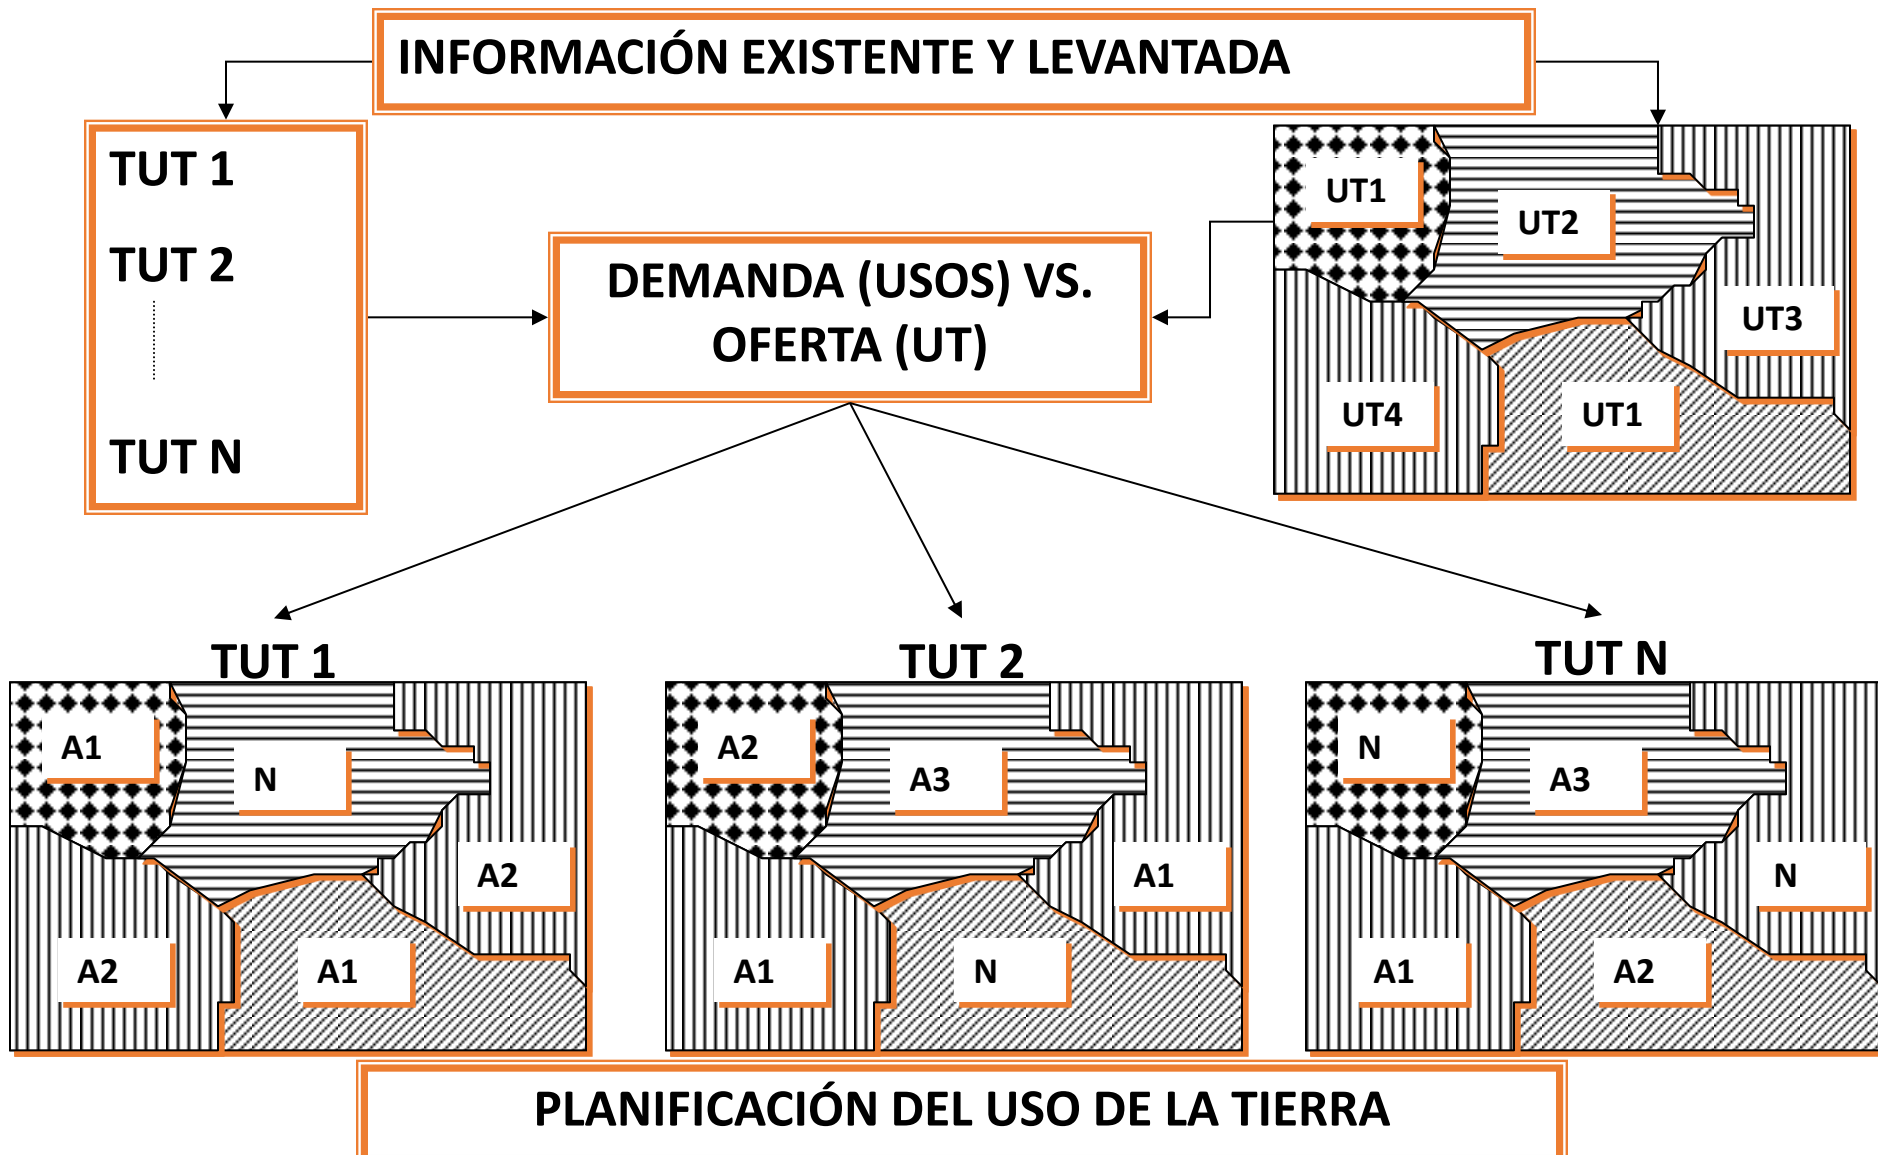 INFORMACIÓN EXISTENTE Y LEVANTADA
TUT 1
TUT 2
TUT N
DEMANDA (USOS) VS.
OFERTA (UT)
UT1
UT2
UT3
UT4
UT1
TUT 1
A1
N
A2
A2
A1
TUT 2
A2
A3
A1
A1
N
TUT N
N
A3
N
A1
A2
PLANIFICACIÓN DEL USO DE LA TIERRA